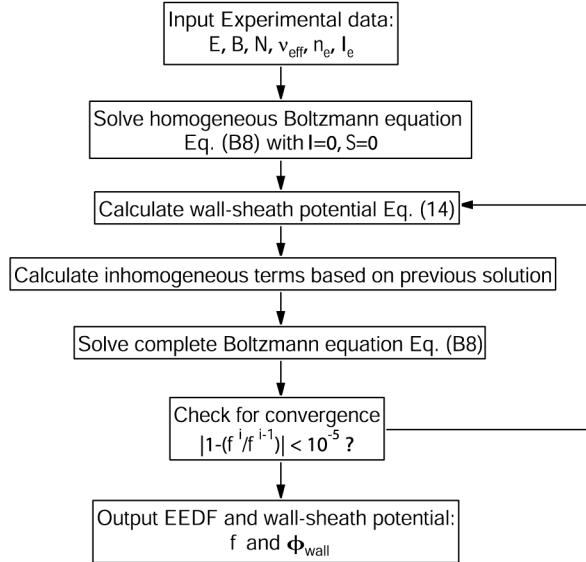 Input Experimental data:
E, B, N, ν_eff, n_e, I_e
Solve homogeneous Boltzmann equation
Eq. (B8) with I=0, S=0
Calculate wall-sheath potential Eq. (14)
Calculate inhomogeneous terms based on previous solution
Solve complete Boltzmann equation Eq. (B8)
Check for convergence
|1-(f^i/f^{i-1})| < 10^{-5} ?
Output EEDF and wall-sheath potential:
f and Φ_wall